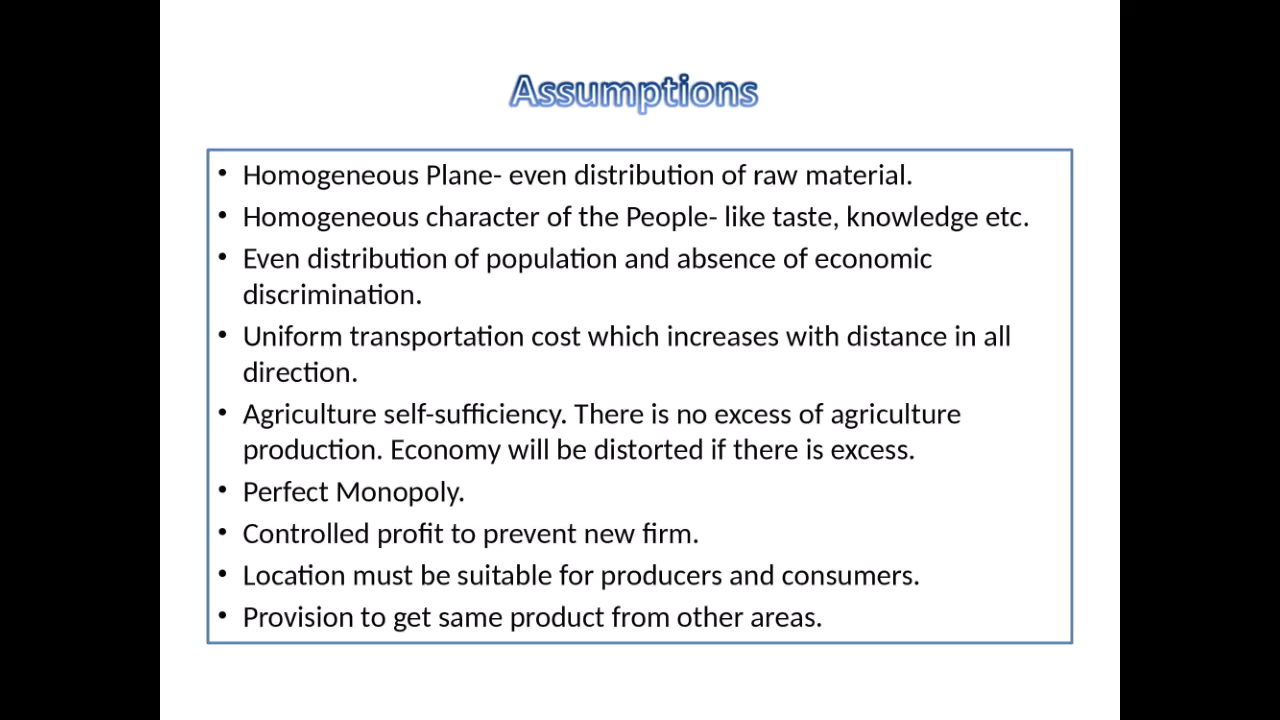 Assumptions
• Homogeneous Plane- even distribution of raw material.
• Homogeneous character of the People- like taste, knowledge etc.
• Even distribution of population and absence of economic
discrimination.
• Uniform transportation cost which increases with distance in all
direction.
• Agriculture self-sufficiency. There is no excess of agriculture
production. Economy will be distorted if there is excess.
• Perfect Monopoly.
• Controlled profit to prevent new firm.
• Location must be suitable for producers and consumers.
• Provision to get same product from other areas.